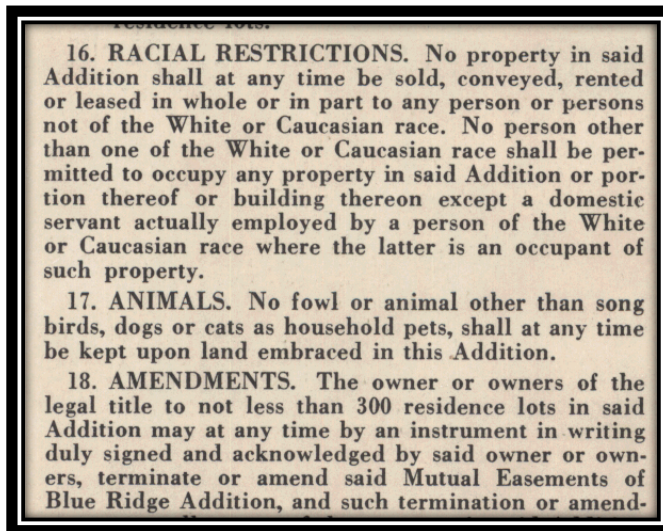 residence lots.
16. RACIAL RESTRICTIONS. No property in said
Addition shall at any time be sold, conveyed, rented
or leased in whole or in part to any person or persons
not of the White or Caucasian race. No person other
than one of the White or Caucasian race shall be per-
mitted to occupy any property in said Addition or por-
tion thereof or building thereon except a domestic
servant actually employed by a person of the White
or Caucasian race where the latter is an occupant of
such property.
17. ANIMALS. No fowl or animal other than song
birds, dogs or cats as household pets, shall at any time
be kept upon land embraced in this Addition.
18. AMENDMENTS. The owner or owners of the
legal title to not less than 300 residence lots in said
Addition may at any time by an instrument in writing
duly signed and acknowledged by said owner or own-
ers, terminate or amend said Mutual Easements of
Blue Ridge Addition, and such termination or amend-